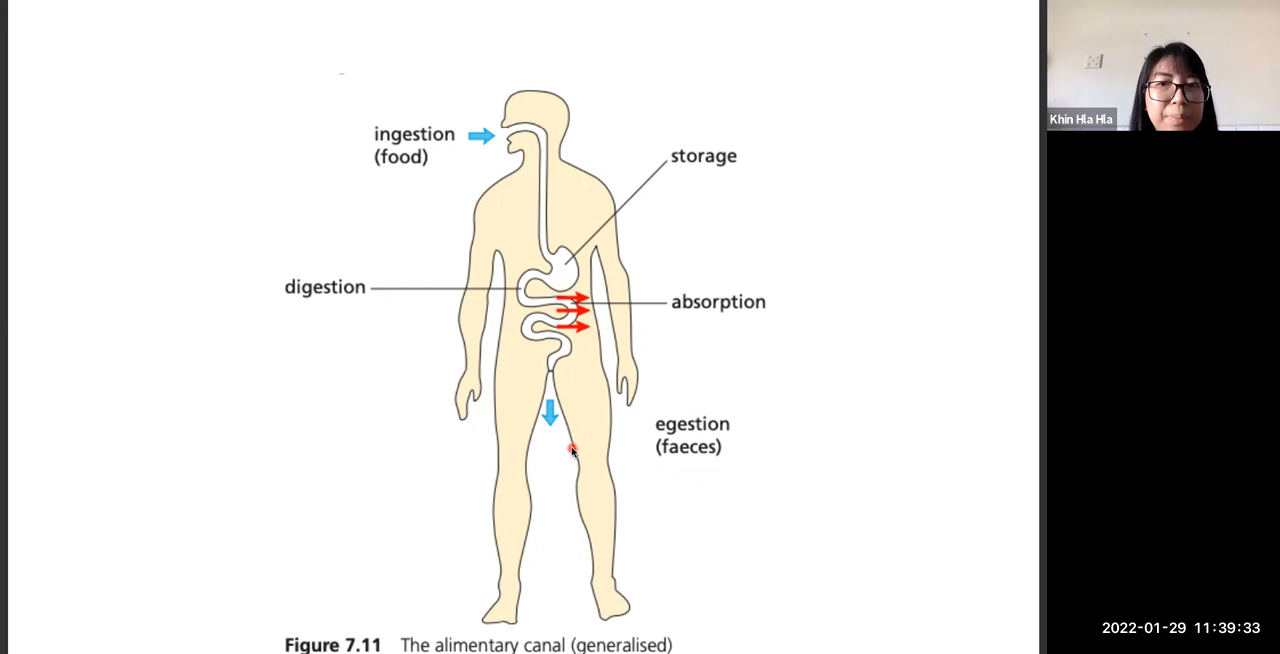 ingestion
(food)
storage
digestion
absorption
egestion
(faeces)
Figure 7.11 The alimentary canal (generalised)
Khin Hla Hla
2022-01-29 11:39:33